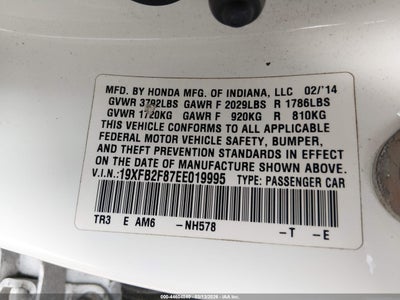 MFD. BY HONDA MFG. OF INDIANA, LLC 02/'14
GVWR 3792LBS GAWR F 2029LBS R 1786LBS
GVWR 1720KG GAWR F 920KG R 810KG
THIS VEHICLE CONFORMS TO ALL APPLICABLE
FEDERAL MOTOR VEHICLE SAFETY, BUMPER,
AND THEFT PREVENTION STANDARDS IN EFFECT
ON THE DATE OF MANUFACTURE SHOWN ABOVE.
V.I.N.: 19XFB2F87EE019995 TYPE: PASSENGER CAR
TR3 E AM6 -NH578 -T -E